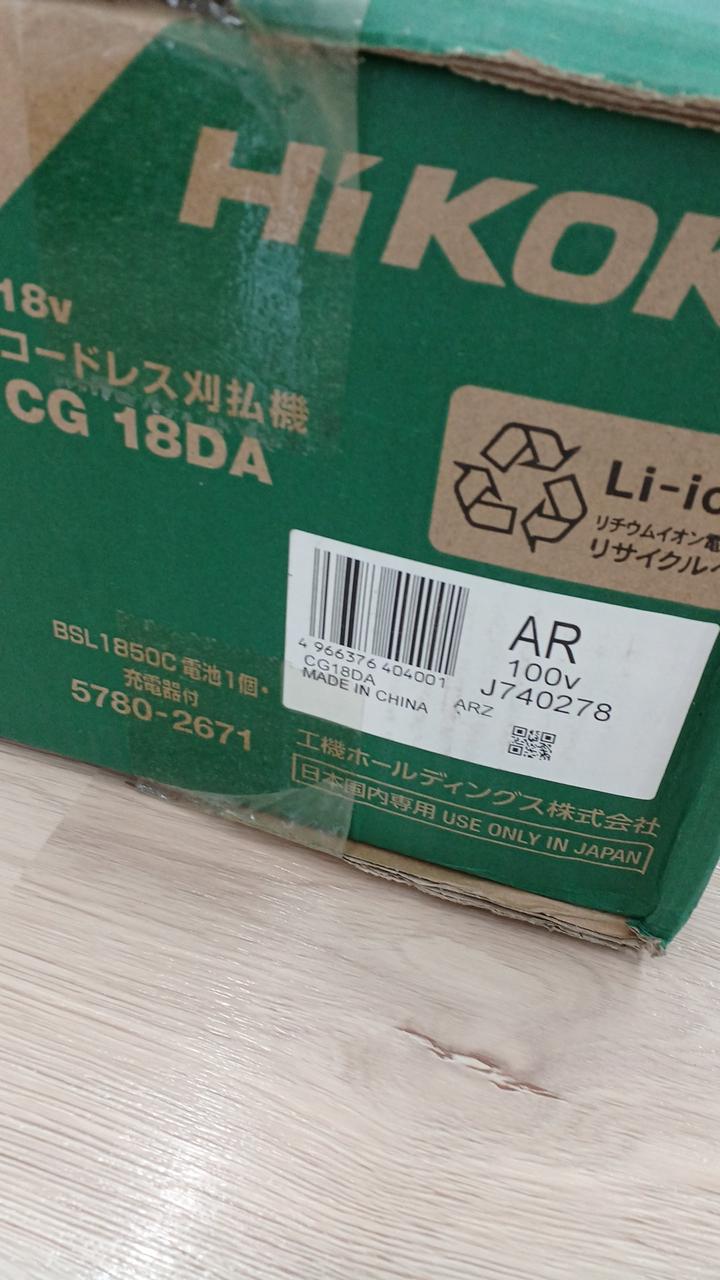 HiKOK
18v
コードレス刈払機
CG 18DA
Li-io
リチウムイオン電
リサイクルへ
4 966376 404001
CG18DA
MADE IN CHINA
ARZ
AR
100v
J740278
BSL1850C 電池1個・
充電器付
5780-2671
工機ホールディングス株式会社
日本国内専用 USE ONLY IN JAPAN